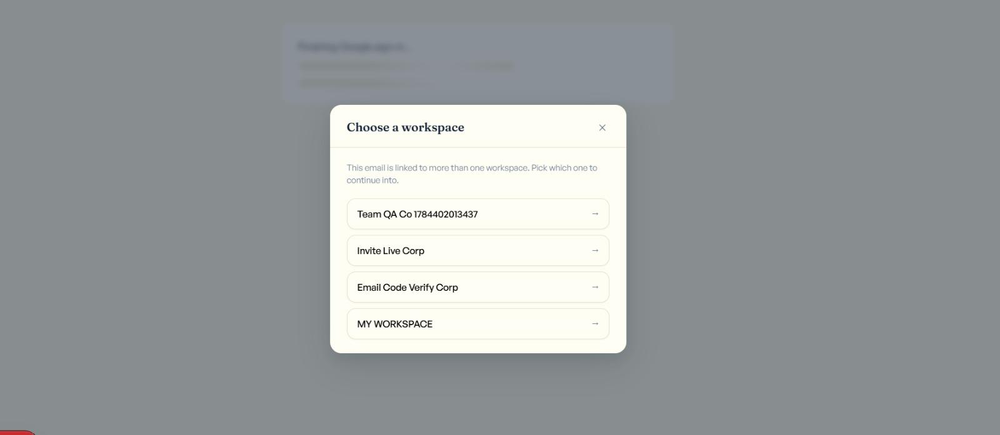 Finishing Google sign-in...
Choose a workspace
This email is linked to more than one workspace. Pick which one to
continue into.
Team QA Co 1784402013437
Invite Live Corp
Email Code Verify Corp
MY WORKSPACE